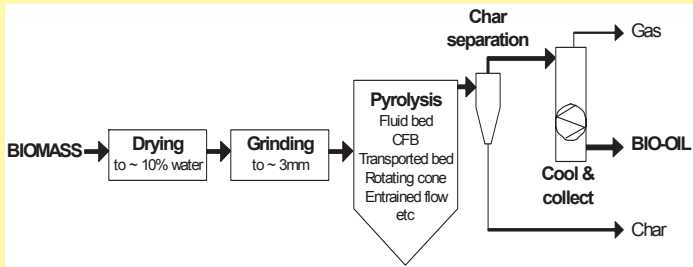 BIOMASS
Drying
to ~ 10% water
Grinding
to ~ 3mm
Pyrolysis
Fluid bed
CFB
Transported bed
Rotating cone
Entrained flow
etc
Char
separation
Gas
BIO-OIL
Cool &
collect
Char